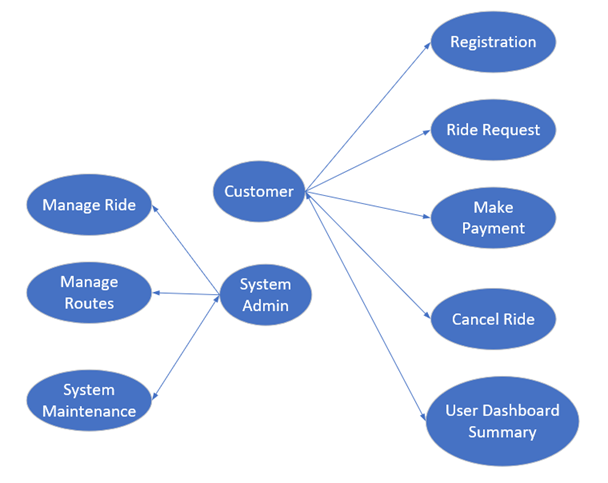 Registration
Ride Request
Customer
Manage Ride
Make
Payment
Manage
Routes
System
Admin
Cancel Ride
System
Maintenance
User Dashboard
Summary